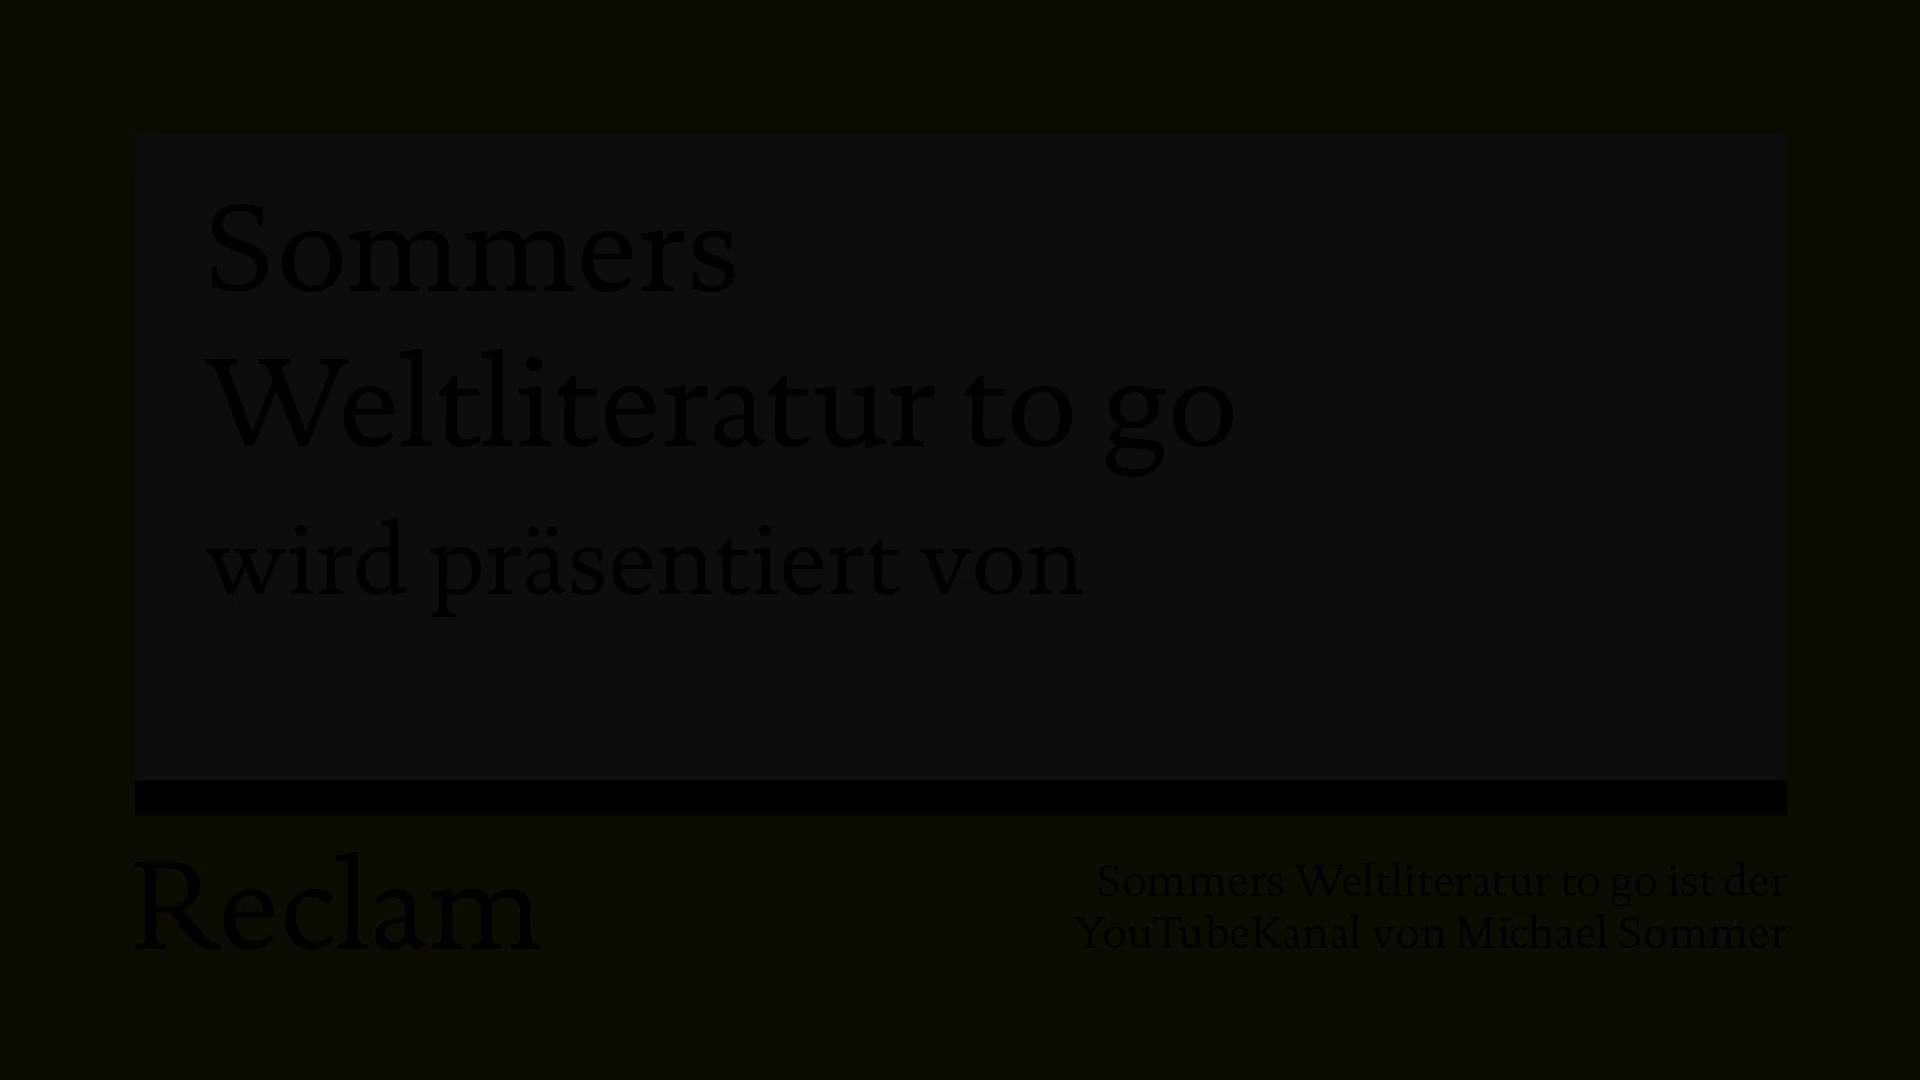 Sommers
Weltliteratur to go
wird präsentiert von
Reclam
Sommers Weltliteratur to go ist der
YouTubeKanal von Michael Sommer